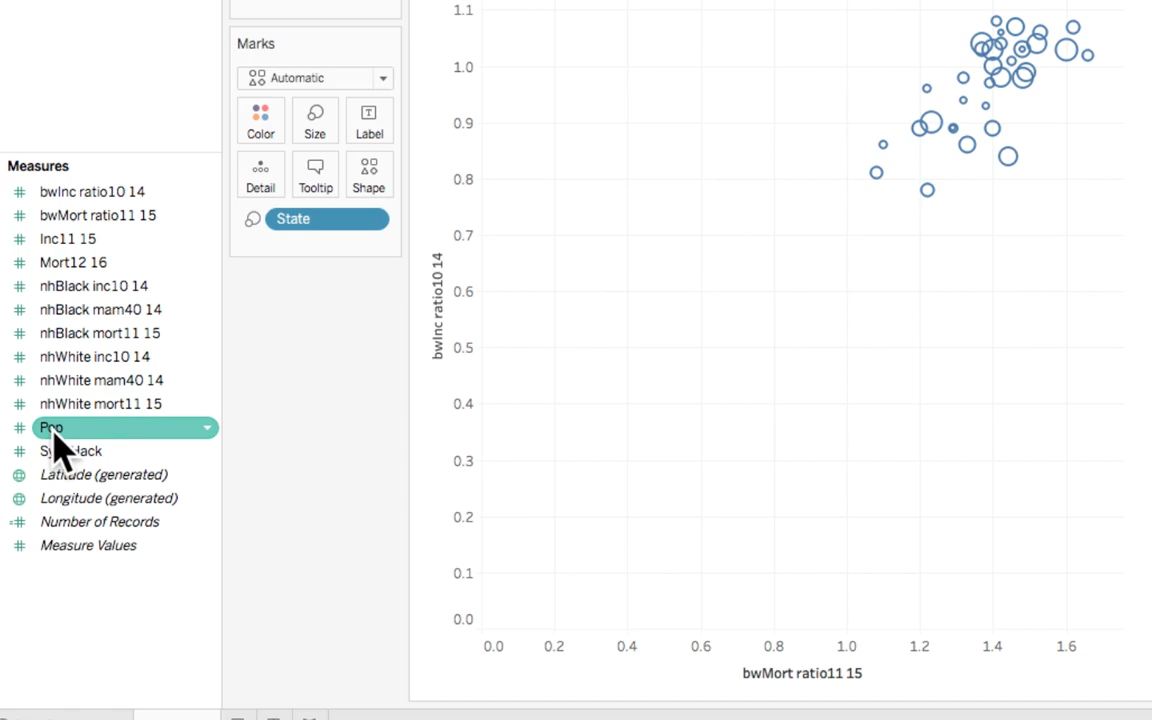 Marks
Automatic
Color
Size
Label
Detail
Tooltip
Shape
State
Measures
bwInc ratio10 14
bwMort ratio11 15
Inc11 15
Mort12 16
nhBlack inc10 14
nhBlack mam40 14
nhBlack mort11 15
nhWhite inc10 14
nhWhite mam40 14
nhWhite mort11 15
Pop
Latitude (generated)
Longitude (generated)
Number of Records
Measure Values
1.1
1.0
0.9
0.8
0.7
0.6
0.5
0.4
0.3
0.2
0.1
0.0
bwInc ratio10 14
0.0 0.2 0.4 0.6 0.8 1.0 1.2 1.4 1.6
bwMort ratio11 15